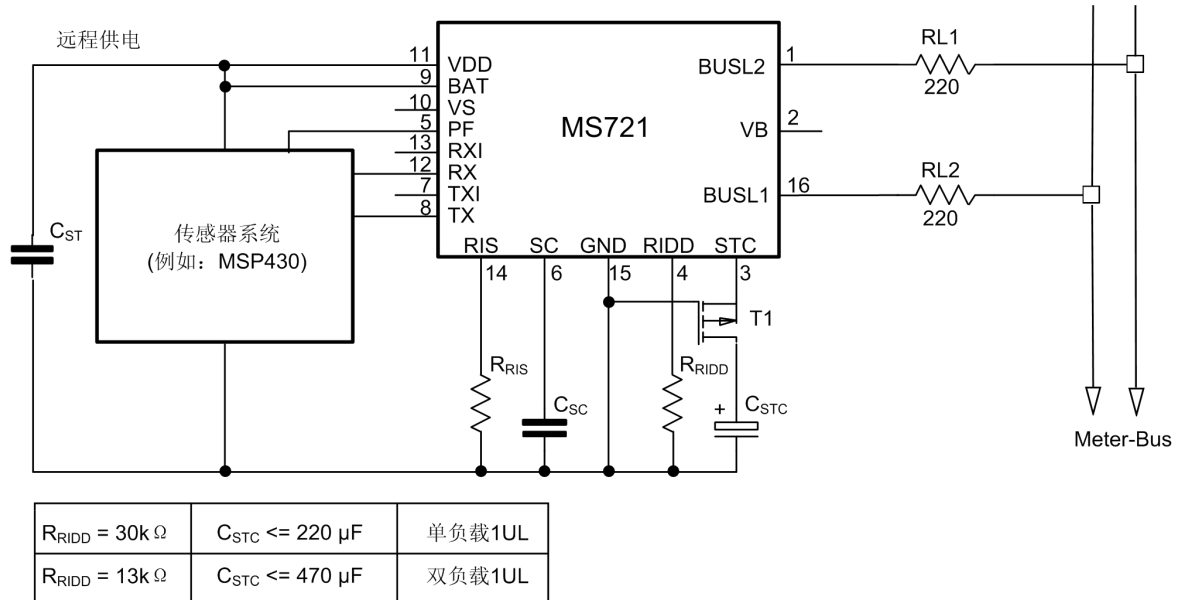 远程供电
11 VDD
9 BAT
10 VS
5 PF
13 RXI
12 RX
7 TXI
8 TX
MS721
BUSL2 1
VB 2
BUSL1 16
RL1
220
RL2
220
RIS SC GND RIDD STC
14 6 15 4 3
CST
传感器系统
(例如：MSP430)
T1
RRIS
CSC
RRIDD
+ CSTC
Meter-Bus
RRIDD = 30k Ω CSTC <= 220 µF 单负载1UL
RRIDD = 13k Ω CSTC <= 470 µF 双负载1UL